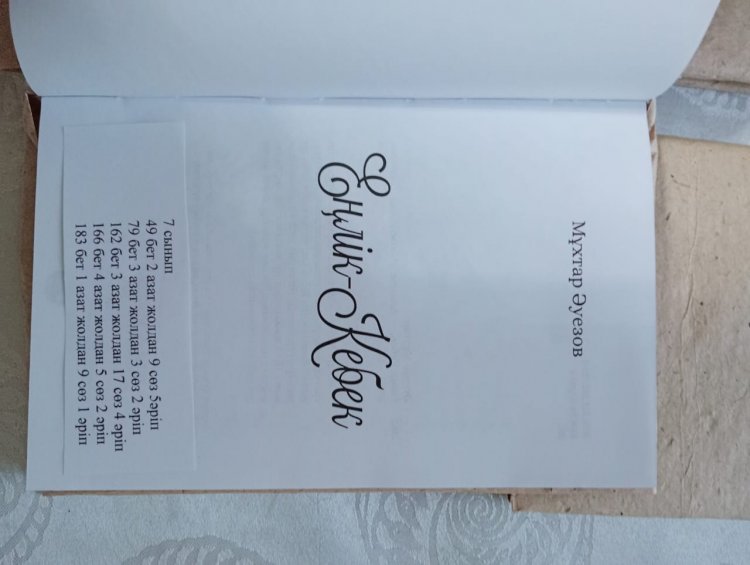 Мұхтар Әуезов
Еңлік-Кебек
7 сынып
49 бет 2 азат жолдан 9 сөз 5әріп
79 бет 3 азат жолдан 3 сөз 2 әріп
162 бет 3 азат жолдан 17 сөз 4 әріп
166 бет 4 азат жолдан 5 сөз 2 әріп
183 бет 1 азат жолдан 9 сөз 1 әріп